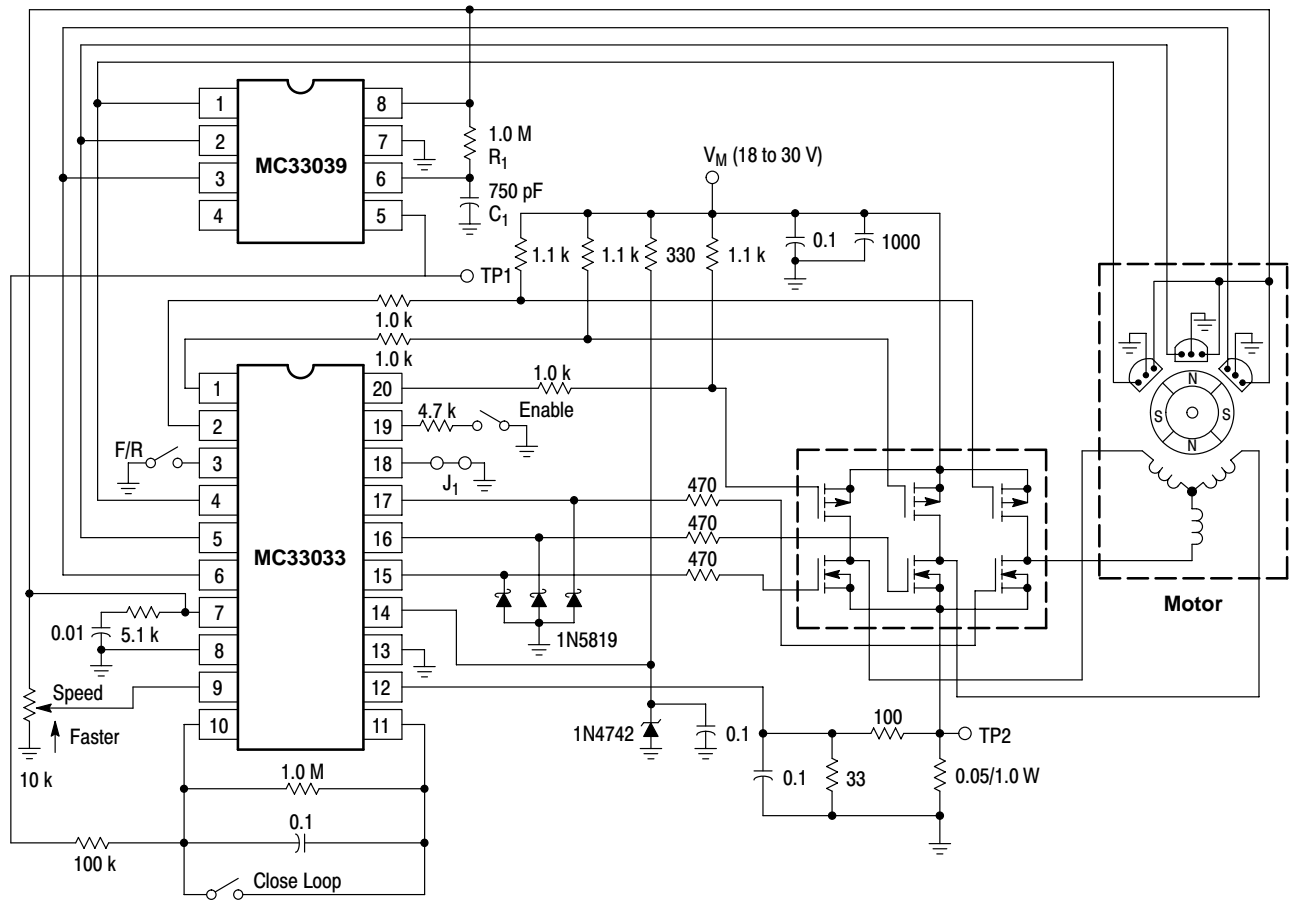 1
2
3
4
MC33039
8
7
6
5
1.0 M
R1
750 pF
C1
TP1
VM (18 to 30 V)
1.1 k
1.1 k
330
1.1 k
0.1
1000
1.0 k
1.0 k
1.0 k
1
2
3
4
5
6
7
8
9
10
MC33033
20
19
18
17
16
15
14
13
12
11
4.7 k
Enable
F/R
J1
470
470
470
1N5819
0.01
5.1 k
Speed
Faster
10 k
1N4742
0.1
100
TP2
0.1
33
0.05/1.0 W
1.0 M
0.1
100 k
Close Loop
N
S
S
N
Motor